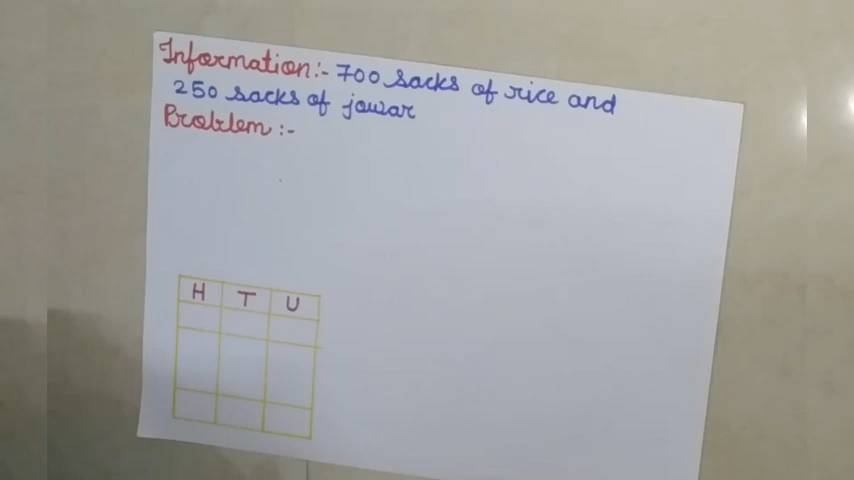 Information:- 700 sacks of rice and
250 sacks of jowar
Problem:-
H T U